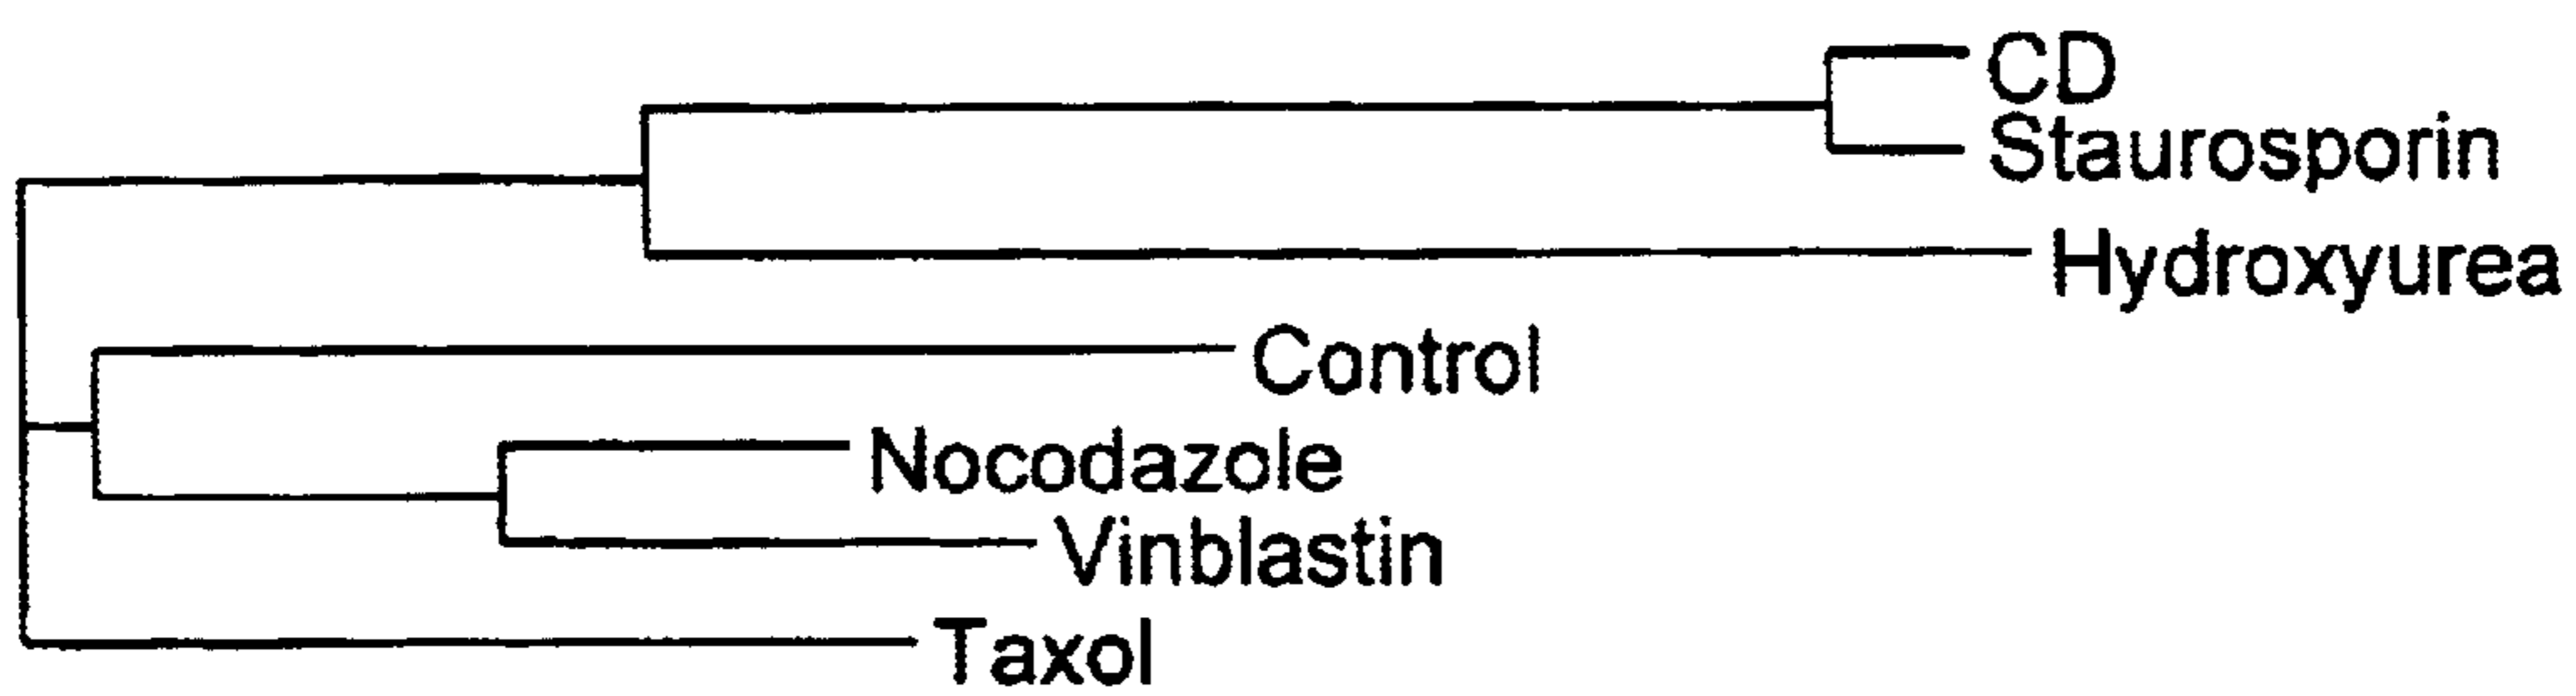 CD
Staurosporin
Hydroxyurea
Control
Nocodazole
Vinblastin
Taxol